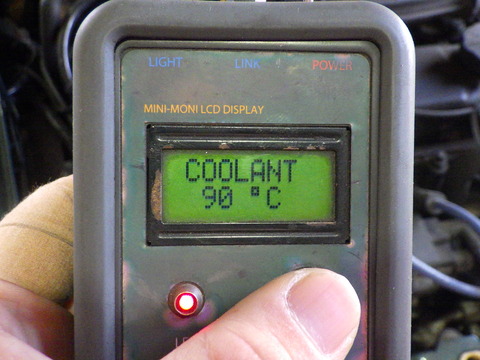 LIGHT LINK POWER
MINI-MONI LCD DISPLAY
COOLANT
90 °C